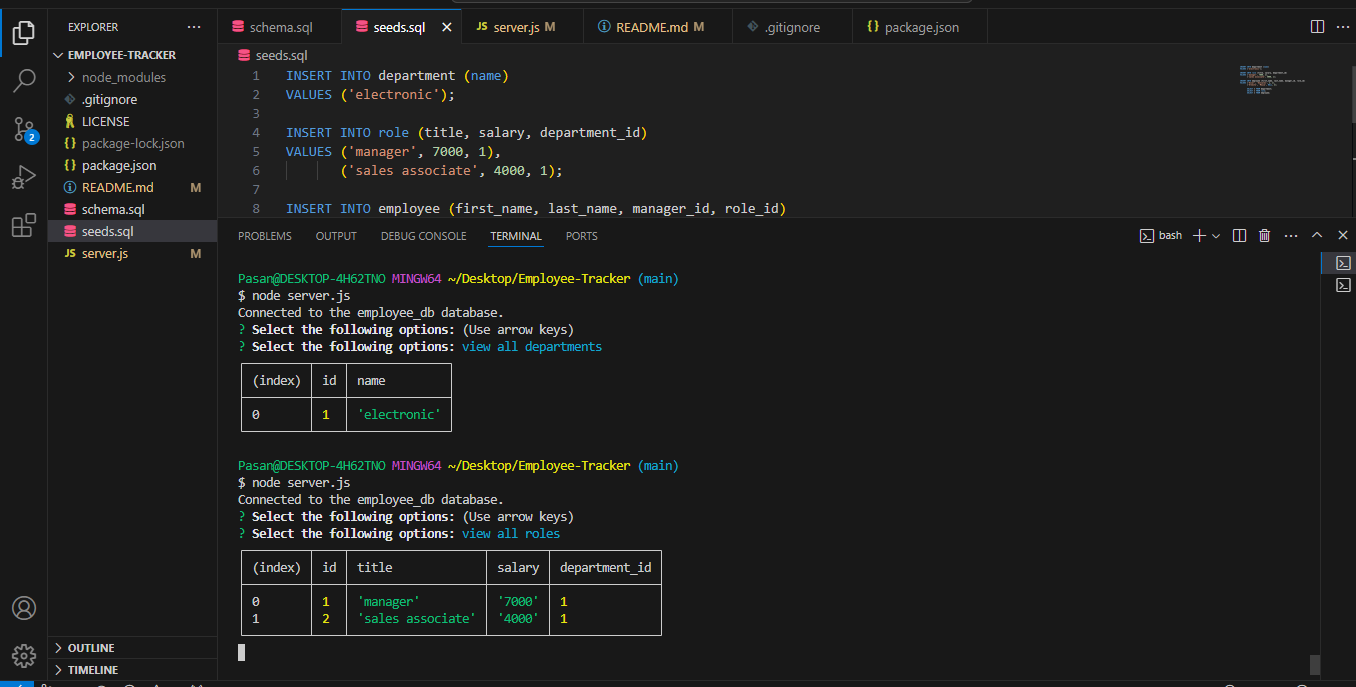 EXPLORER ···
EMPLOYEE-TRACKER
node_modules
.gitignore
LICENSE
{} package-lock.json
{} package.json
README.md M
schema.sql
seeds.sql
JS server.js M
OUTLINE
TIMELINE
2
schema.sql
seeds.sql
JS server.js M
README.md M
.gitignore
{} package.json
seeds.sql
1 INSERT INTO department (name)
2 VALUES ('electronic');
3
4 INSERT INTO role (title, salary, department_id)
5 VALUES ('manager', 7000, 1),
6 ('sales associate', 4000, 1);
7
8 INSERT INTO employee (first_name, last_name, manager_id, role_id)
PROBLEMS OUTPUT DEBUG CONSOLE TERMINAL PORTS
bash
Pasan@DESKTOP-4H62TNO MINGW64 ~/Desktop/Employee-Tracker (main)
$ node server.js
Connected to the employee_db database.
? Select the following options: (Use arrow keys)
? Select the following options: view all departments
(index) id name
0 1 'electronic'
Pasan@DESKTOP-4H62TNO MINGW64 ~/Desktop/Employee-Tracker (main)
$ node server.js
Connected to the employee_db database.
? Select the following options: (Use arrow keys)
? Select the following options: view all roles
(index) id title salary department_id
0 1 'manager' '7000' 1
1 2 'sales associate' '4000' 1